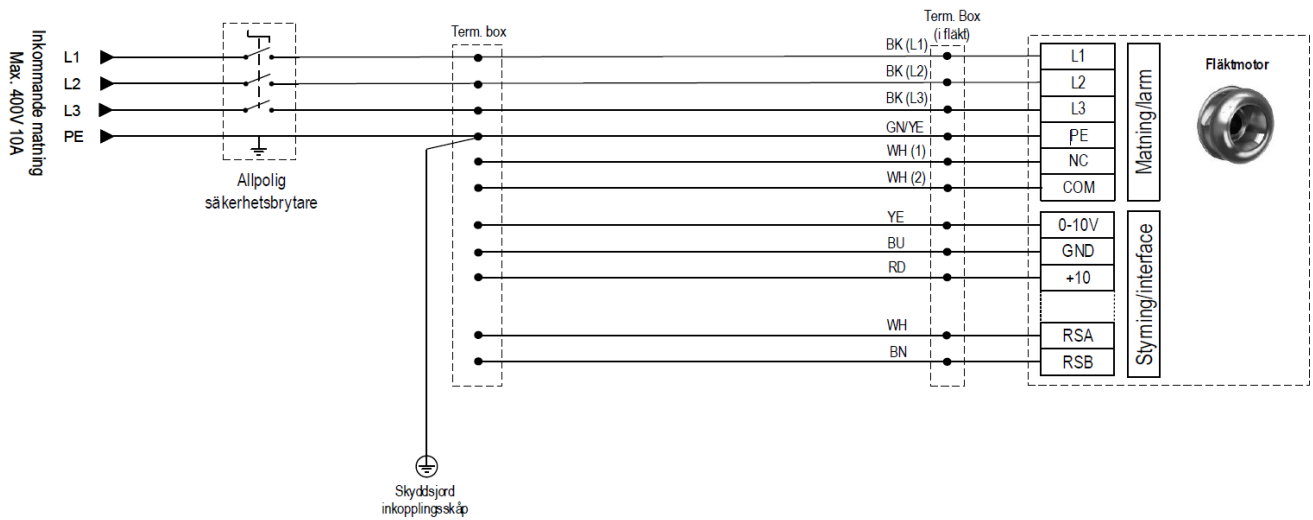 Inkommande matning
Max. 400V 10A
L1
L2
L3
PE
Allpolig
säkerhetsbrytare
Term. box
Skyddsjord
inkopplingsskåp
BK (L1)
BK (L2)
BK (L3)
GN/YE
WH (1)
WH (2)
YE
BU
RD
WH
BN
Term. Box
(i fläkt)
L1
L2
L3
PE
NC
COM
0-10V
GND
+10
RSA
RSB
Matning/larm
Styrning/interface
Fläktmotor